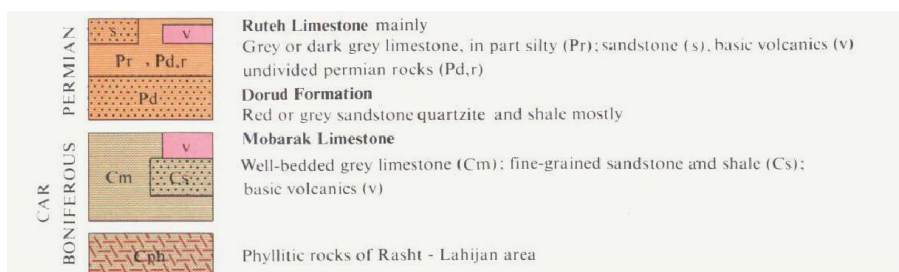 PERMIAN
s
v
Pr , Pd,r
Pd
Ruteh Limestone mainly
Grey or dark grey limestone, in part silty (Pr); sandstone (s), basic volcanics (v)
undivided permian rocks (Pd,r)
Dorud Formation
Red or grey sandstone quartzite and shale mostly
CAR
BONIFEROUS
v
Cm
Cs
Cph
Mobarak Limestone
Well-bedded grey limestone (Cm); fine-grained sandstone and shale (Cs);
basic volcanics (v)
Phyllitic rocks of Rasht - Lahijan area